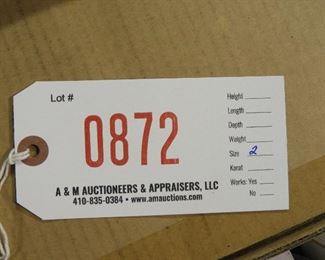 Lot #
0872
A & M AUCTIONEERS & APPRAISERS, LLC
410-835-0384 • www.amauctions.com
Height
Length
Depth
Weight
Size 2
Karat
Works: Yes
No